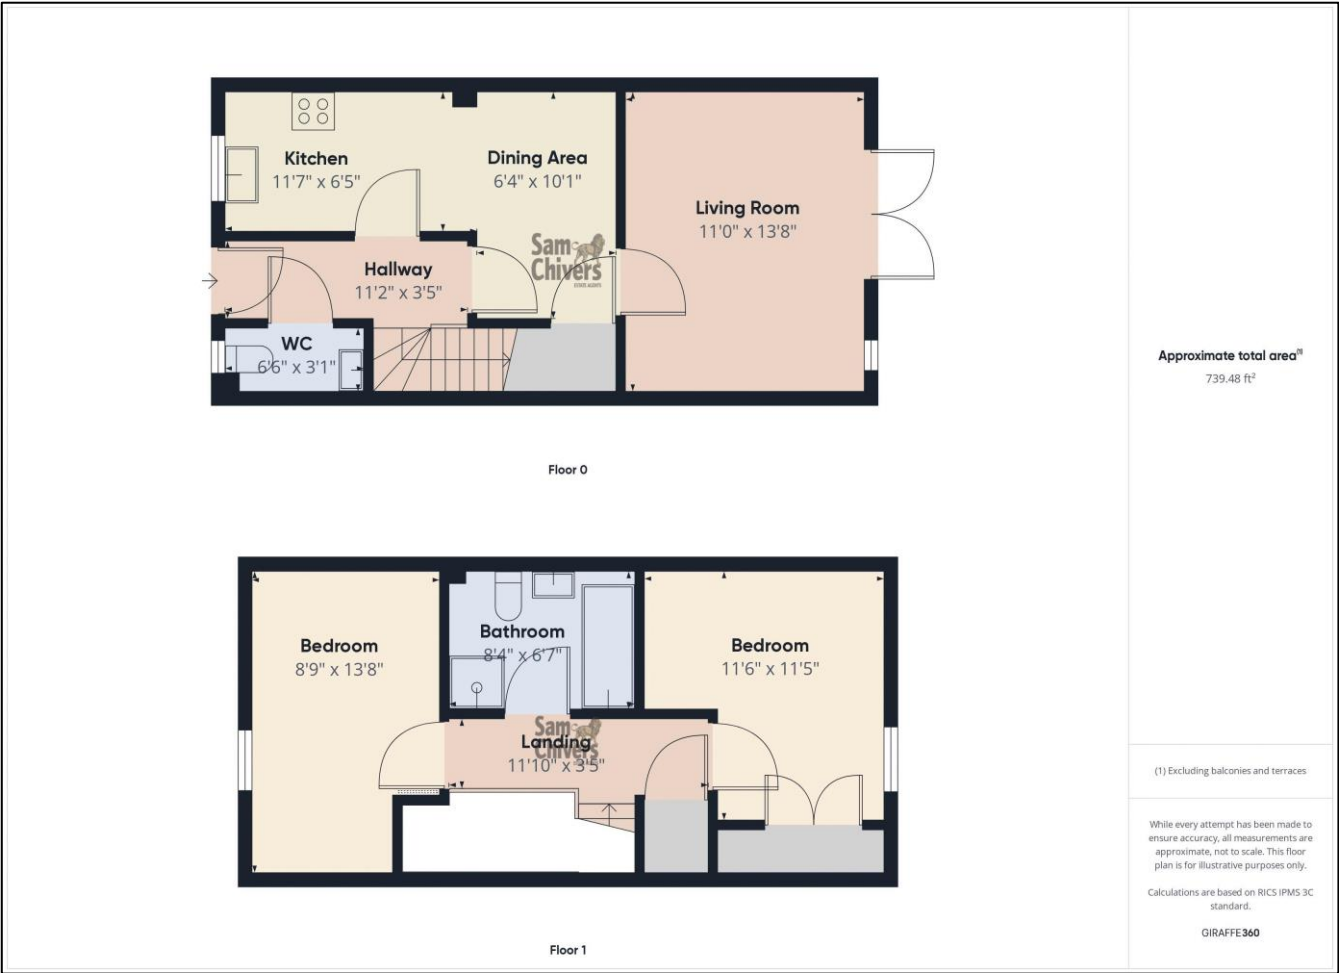 Kitchen
11'7" x 6'5"
Dining Area
6'4" x 10'1"
Living Room
11'0" x 13'8"
Sam
Chivers
ESTATE AGENTS
Hallway
11'2" x 3'5"
WC
6'6" x 3'1"
Floor 0
Bedroom
8'9" x 13'8"
Bathroom
8'4" x 6'7"
Bedroom
11'6" x 11'5"
Sam
Chivers
Landing
11'10" x 3'5"
Floor 1
Approximate total area(1)
739.48 ft²
(1) Excluding balconies and terraces
While every attempt has been made to
ensure accuracy, all measurements are
approximate, not to scale. This floor
plan is for illustrative purposes only.
Calculations are based on RICS IPMS 3C
standard.
GIRAFFE360